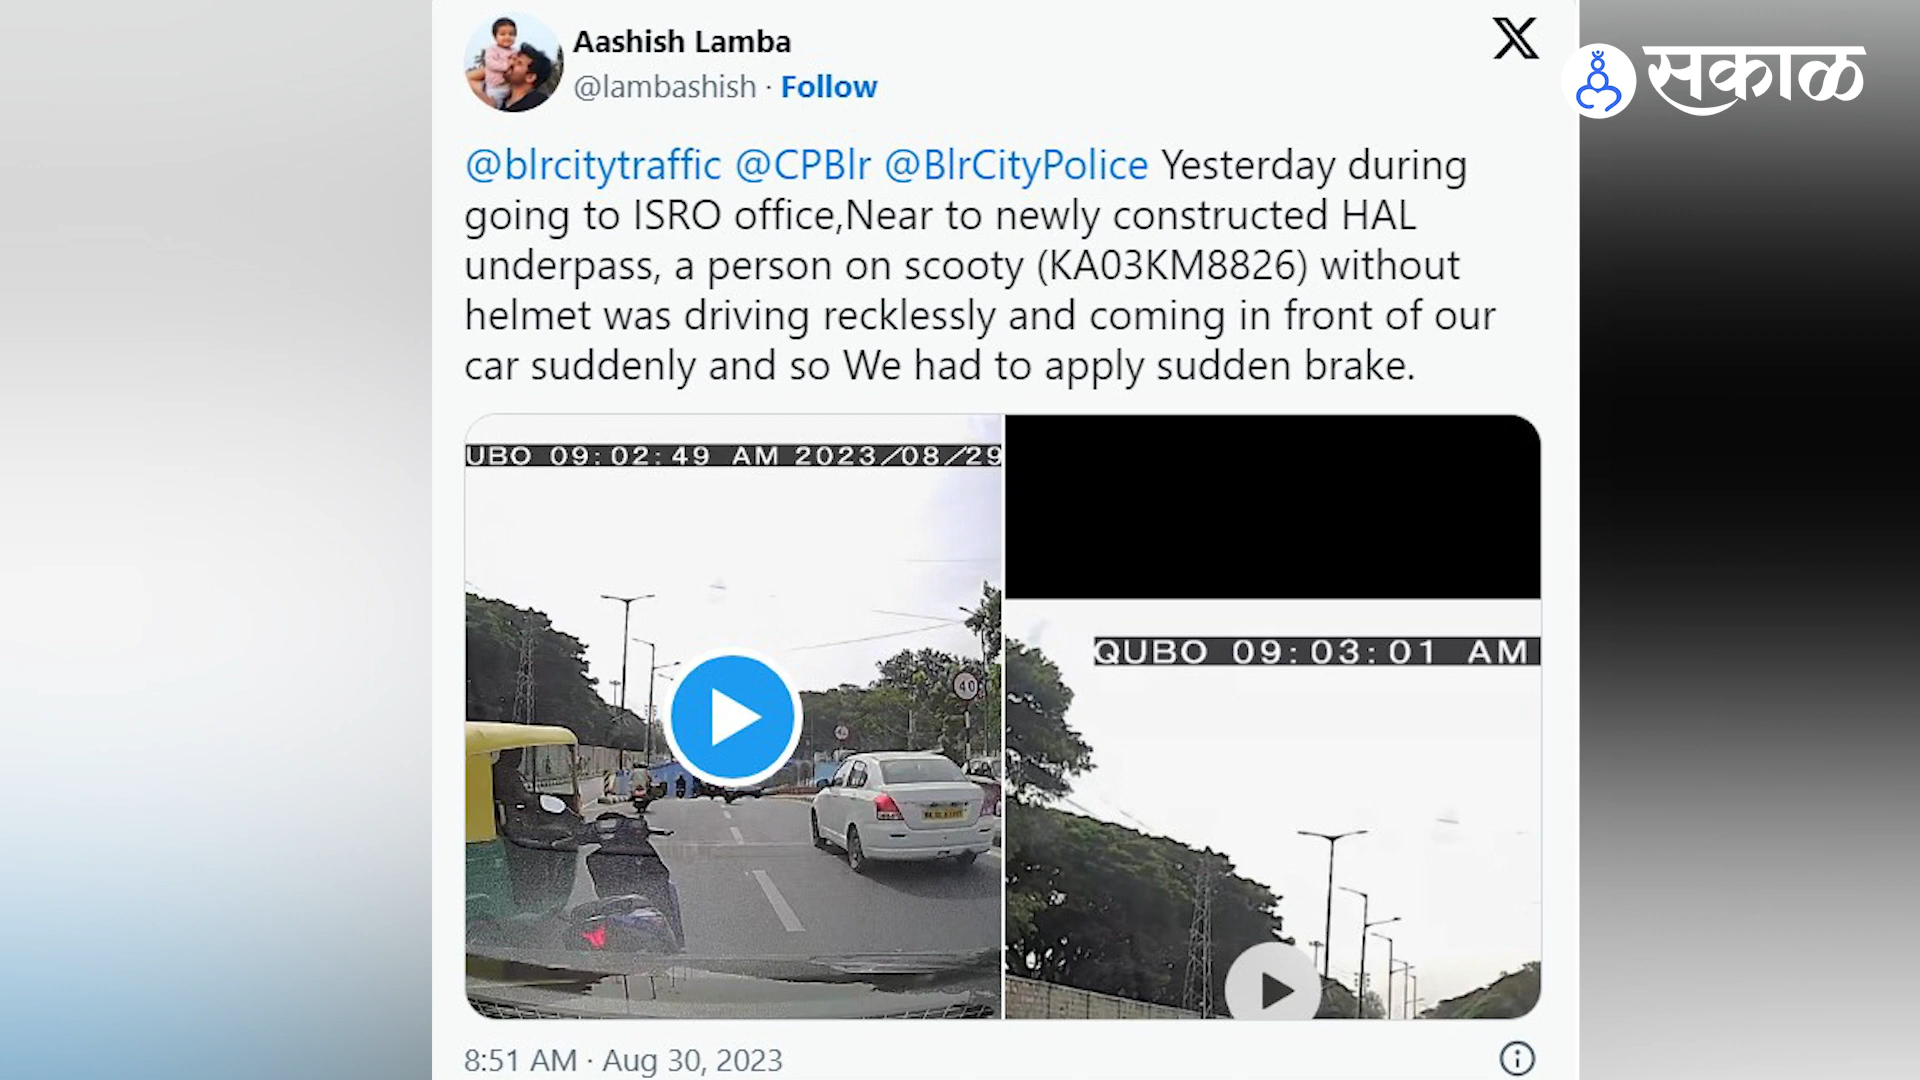 Aashish Lamba
@lambashish · Follow
सकाळ
@blrcitytraffic @CPBlr @BlrCityPolice Yesterday during
going to ISRO office,Near to newly constructed HAL
underpass, a person on scooty (KA03KM8826) without
helmet was driving recklessly and coming in front of our
car suddenly and so We had to apply sudden brake.
UBO 09:02:49 AM 2023/08/29
QUBO 09:03:01 AM
40
8:51 AM · Aug 30, 2023